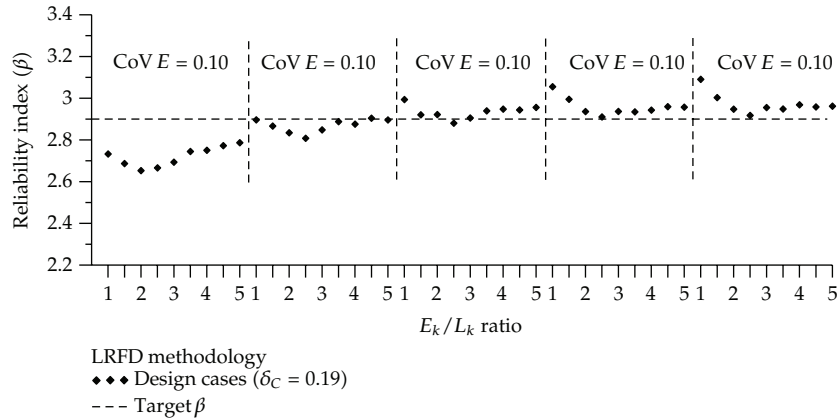 3.4
3.2
3
2.8
2.6
2.4
2.2
Reliability index (β)
CoV E = 0.10
CoV E = 0.10
CoV E = 0.10
CoV E = 0.10
CoV E = 0.10
1 2 3 4 5 1 2 3 4 5 1 2 3 4 5 1 2 3 4 5 1 2 3 4 5
E_k/L_k ratio
LRFD methodology
Design cases (δ_C = 0.19)
Target β